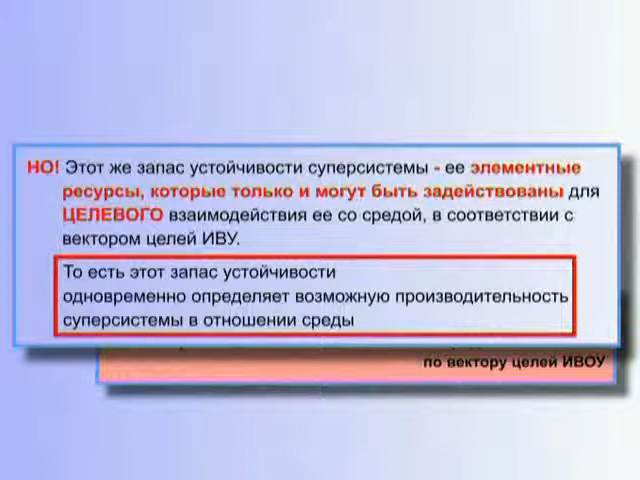 НО! Этот же запас устойчивости суперсистемы - ее элементные
ресурсы, которые только и могут быть задействованы для
ЦЕЛЕВОГО взаимодействия ее со средой, в соответствии с
вектором целей ИВУ.
То есть этот запас устойчивости
одновременно определяет возможную производительность
суперсистемы в отношении среды
по вектору целей ИВОУ